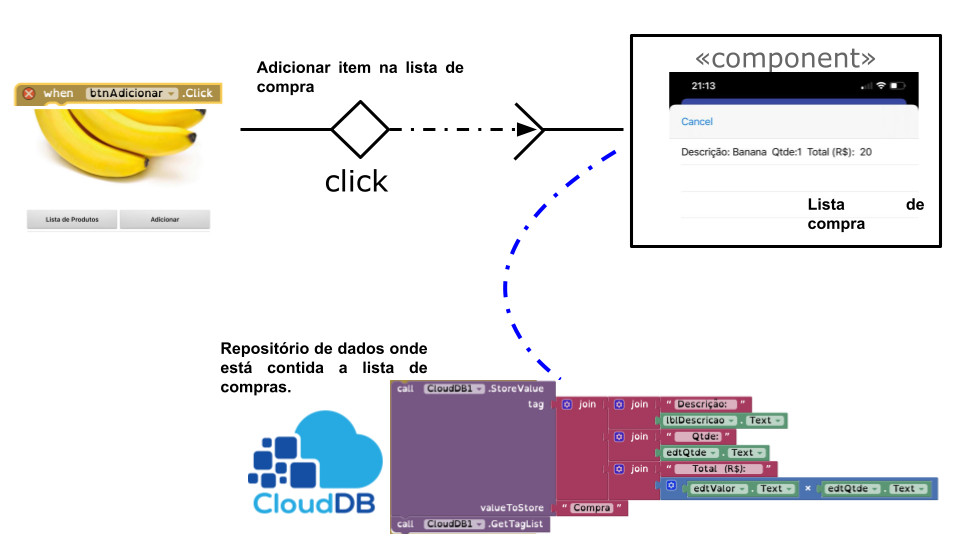 «component»
Adicionar item na lista de
compra
when btnAdicionar .Click
21:13
Cancel
Descrição: Banana Qtde:1 Total (R$): 20
click
Lista de
compra
Lista de Produtos Adicionar
Repositório de dados onde
está contida a lista de
compras.
call CloudDB1 .StoreValue
tag join join " Descrição: "
lblDescricao . Text
join " Qtde: "
edtQtde . Text
join " Total (R$): "
edtValor . Text × edtQtde . Text
valueToStore " Compra "
call CloudDB1 .GetTagList
CloudDB